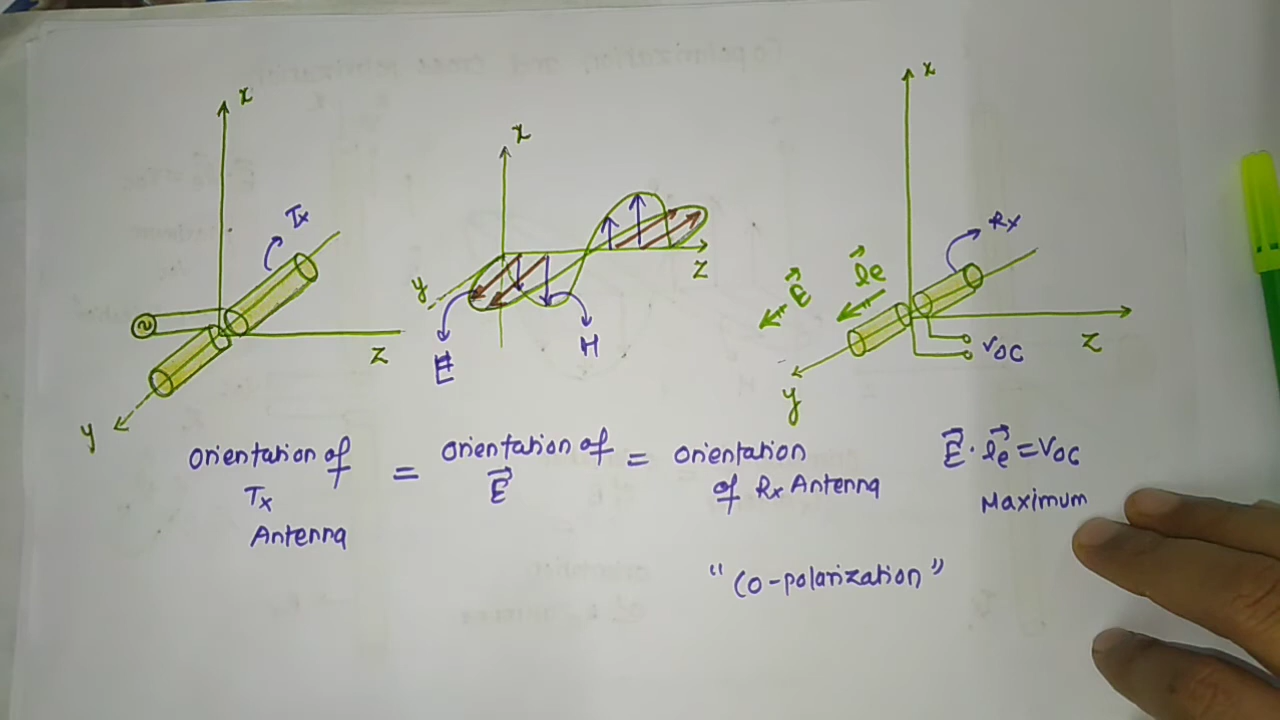 x
Tx
~
z
y
x
y
z
E
H
x
Rx
E
le
z
VOC
y
Orientation of
Tx
Antenna
=
Orientation of
E
=
Orientation
of Rx Antenna
E · le = VOC
Maximum
"Co-polarization"